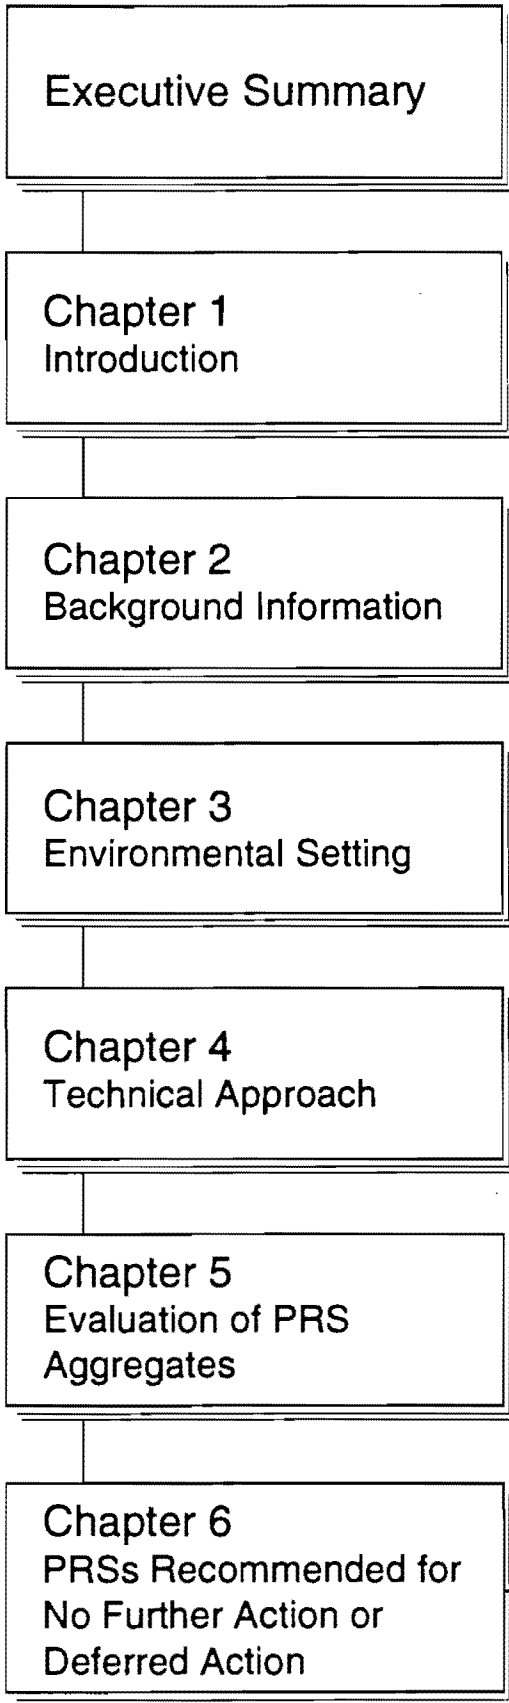 Executive Summary
Chapter 1
Introduction
Chapter 2
Background Information
Chapter 3
Environmental Setting
Chapter 4
Technical Approach
Chapter 5
Evaluation of PRS
Aggregates
Chapter 6
PRSs Recommended for
No Further Action or
Deferred Action